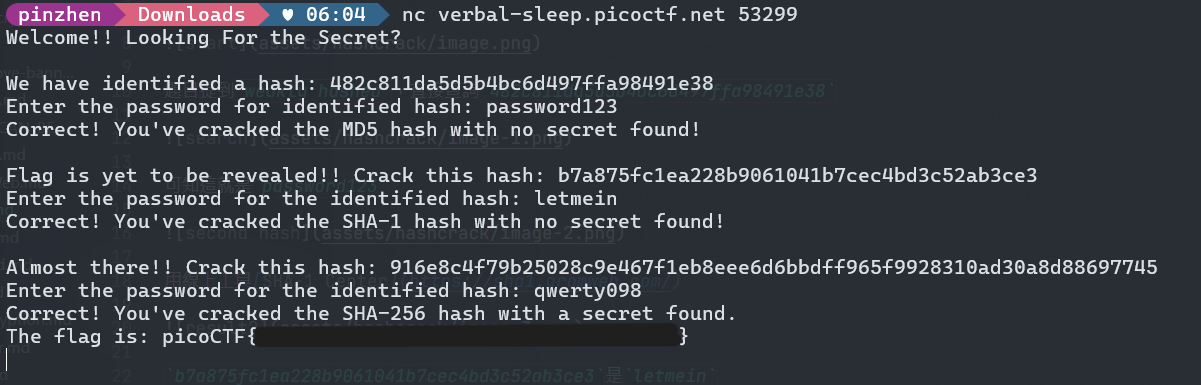 pinzhen Downloads ♥ 06:04 nc verbal-sleep.picoctf.net 53299
Welcome!! Looking For the Secret?
We have identified a hash: 482c811da5d5b4bc6d497ffa98491e38
Enter the password for identified hash: password123
Correct! You've cracked the MD5 hash with no secret found!
Flag is yet to be revealed!! Crack this hash: b7a875fc1ea228b9061041b7cec4bd3c52ab3ce3
Enter the password for the identified hash: letmein
Correct! You've cracked the SHA-1 hash with no secret found!
Almost there!! Crack this hash: 916e8c4f79b25028c9e467f1eb8eee6d6bbdff965f9928310ad30a8d88697745
Enter the password for the identified hash: qwerty098
Correct! You've cracked the SHA-256 hash with a secret found.
The flag is: picoCTF{ }
22 `b7a875fc1ea228b9061041b7cec4bd3c52ab3ce3`是`letmein`